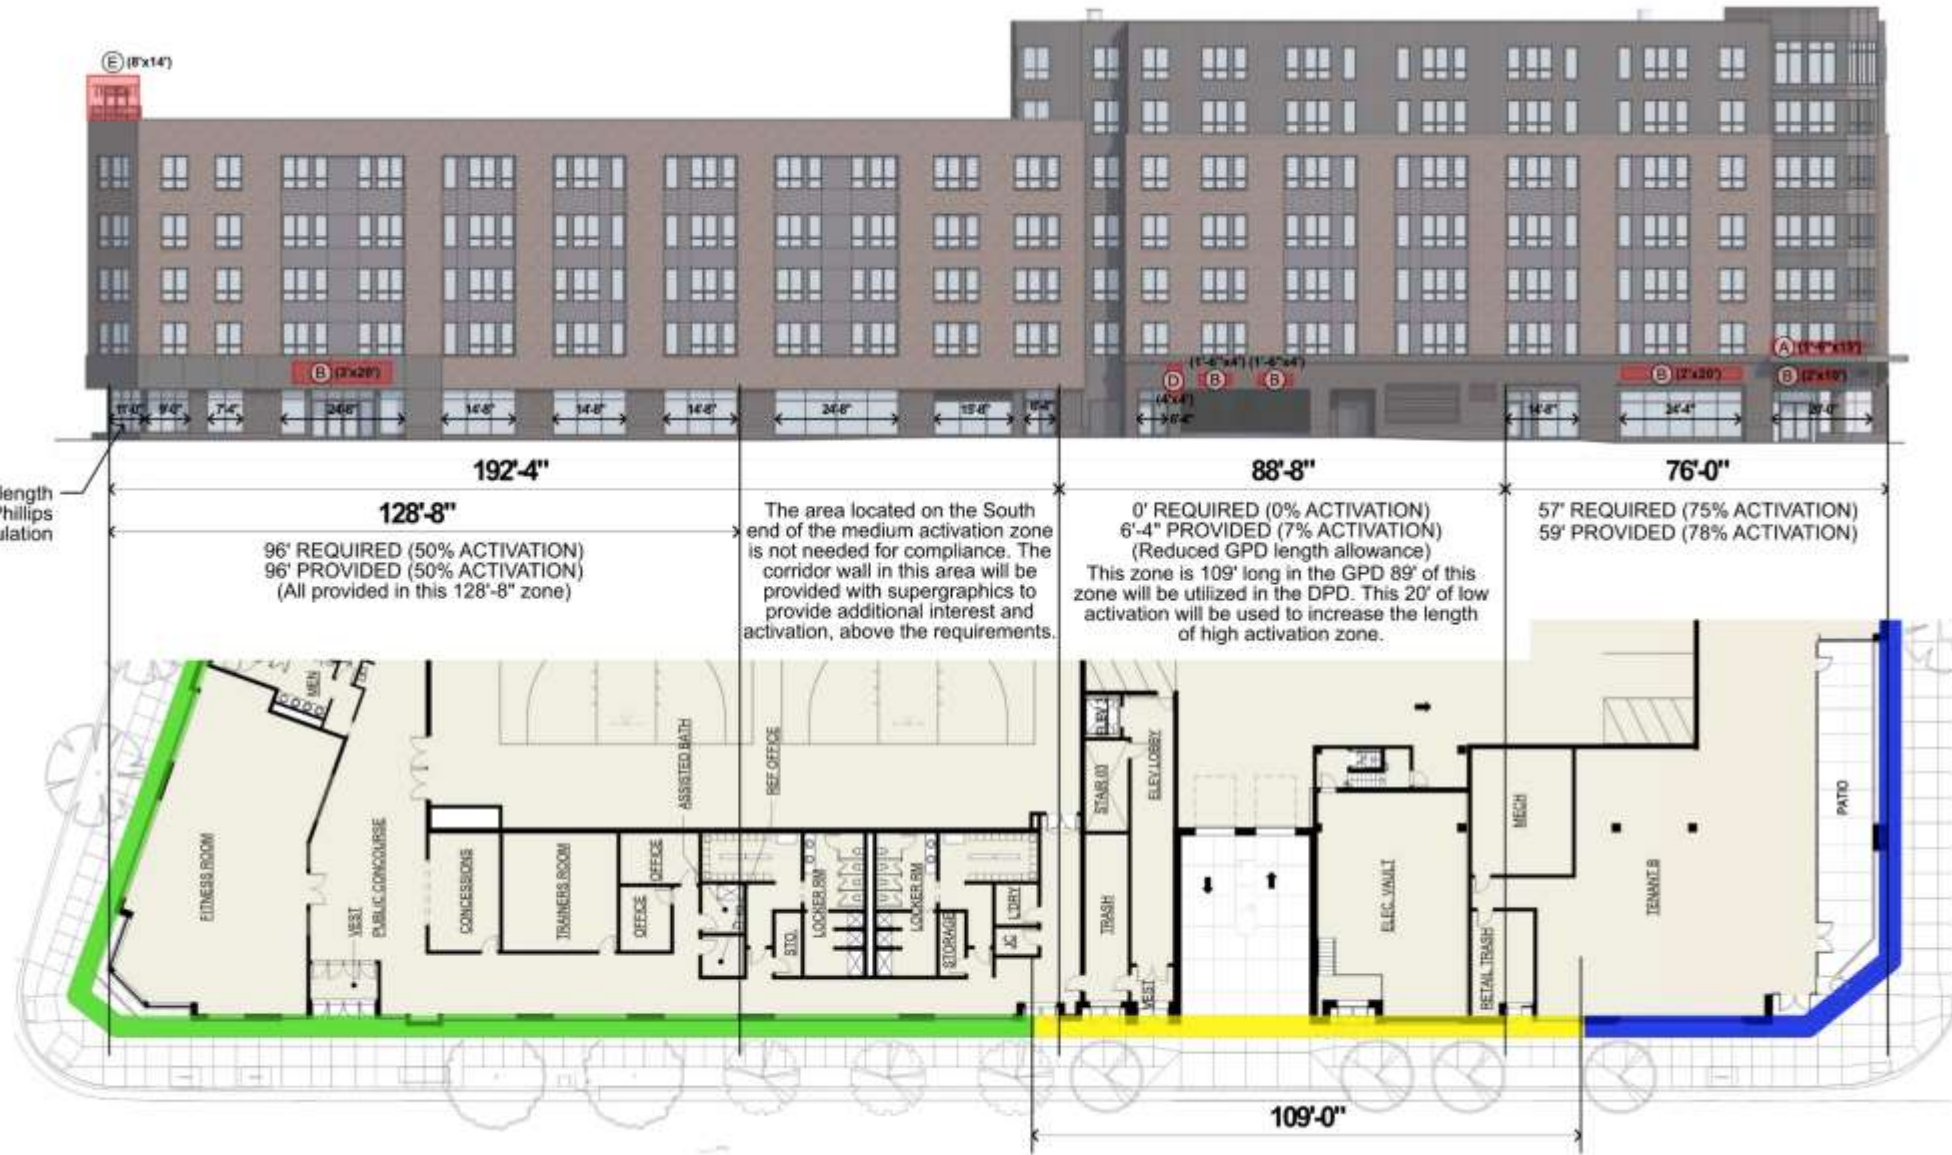 E (8'x14')
A (1'-6"x15')
(1'-6"x4') (1'-6"x4')
B (3'x20')
D
B
B
B (2'x20')
B (2'x10')
(4'x4')
11'-0"
9'-0"
7'-4"
24'-8"
14'-8"
14'-8"
14'-8"
24'-8"
15'-8"
6'-4"
6'-4"
14'-8"
24'-4"
20'-0"
192'-4"
88'-8"
76'-0"
length
Phillips
ulation
128'-8"
96' REQUIRED (50% ACTIVATION)
96' PROVIDED (50% ACTIVATION)
(All provided in this 128'-8" zone)
The area located on the South
end of the medium activation zone
is not needed for compliance. The
corridor wall in this area will be
provided with supergraphics to
provide additional interest and
activation, above the requirements.
0' REQUIRED (0% ACTIVATION)
6'-4" PROVIDED (7% ACTIVATION)
(Reduced GPD length allowance)
This zone is 109' long in the GPD 89' of this
zone will be utilized in the DPD. This 20' of low
activation will be used to increase the length
of high activation zone.
57' REQUIRED (75% ACTIVATION)
59' PROVIDED (78% ACTIVATION)
MEN
FITNESS ROOM
VEST
PUBLIC CONCOURSE
CONCESSIONS
TRAINERS ROOM
OFFICE
OFFICE
ASSISTED BATH
REF OFFICE
STO.
LOCKER RM
LOCKER RM
STORAGE
L'DRY
JC
ELEV 2
STAIR 03
ELEV LOBBY
TRASH
VEST
ELEC. VAULT
MECH
RETAIL TRASH
TENANT B
PATIO
109'-0"